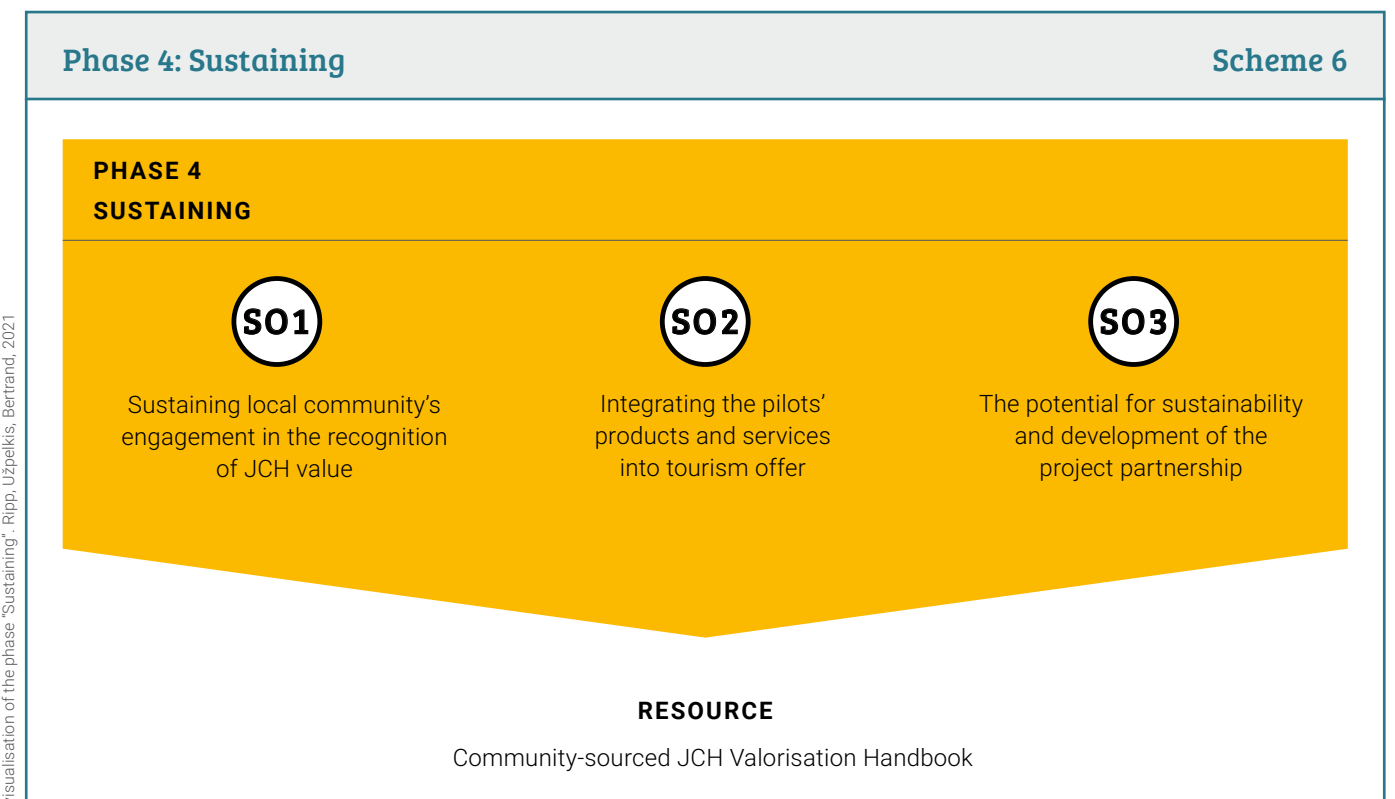 Phase 4: Sustaining
Scheme 6
PHASE 4
SUSTAINING
SO1
Sustaining local community's
engagement in the recognition
of JCH value
SO2
Integrating the pilots'
products and services
into tourism offer
SO3
The potential for sustainability
and development of the
project partnership
RESOURCE
Community-sourced JCH Valorisation Handbook
isualisation of the phase "Sustaining". Ripp, Užpelkis, Bertrand, 2021